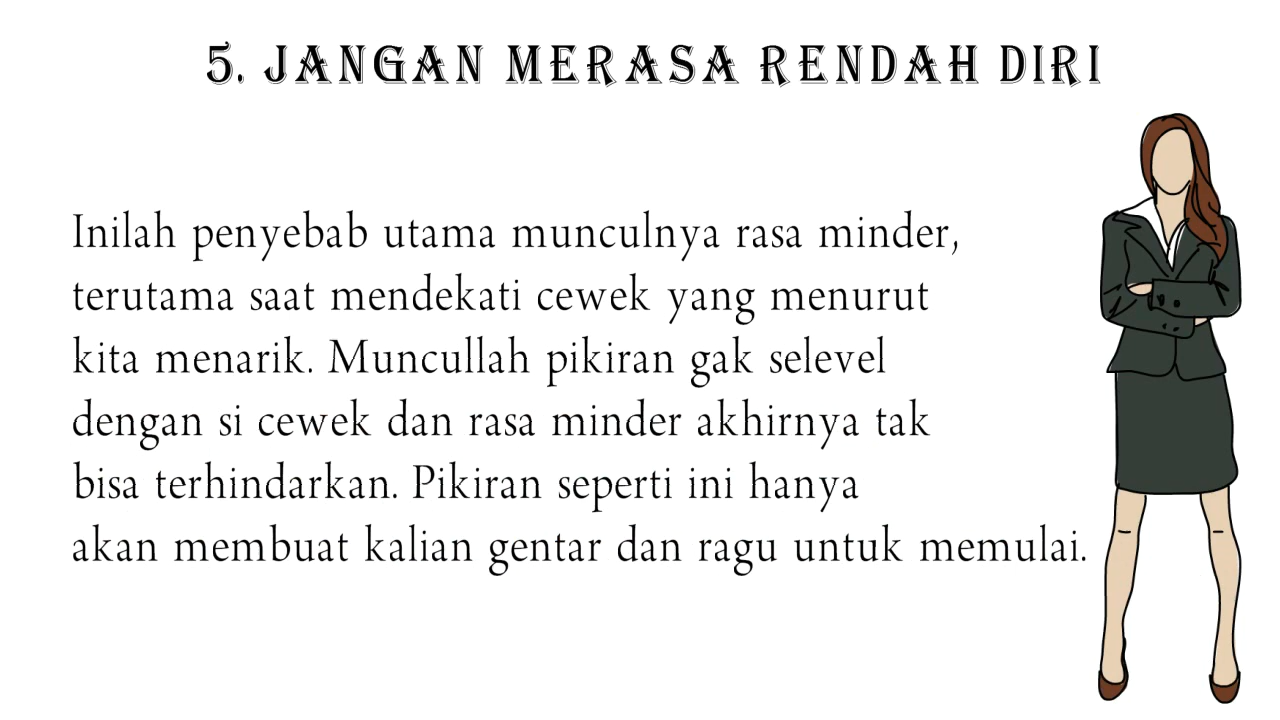 5. JANGAN MERASA RENDAH DIRI
Inilah penyebab utama munculnya rasa minder,
terutama saat mendekati cewek yang menurut
kita menarik. Muncullah pikiran gak selevel
dengan si cewek dan rasa minder akhirnya tak
bisa terhindarkan. Pikiran seperti ini hanya
akan membuat kalian gentar dan ragu untuk memulai.